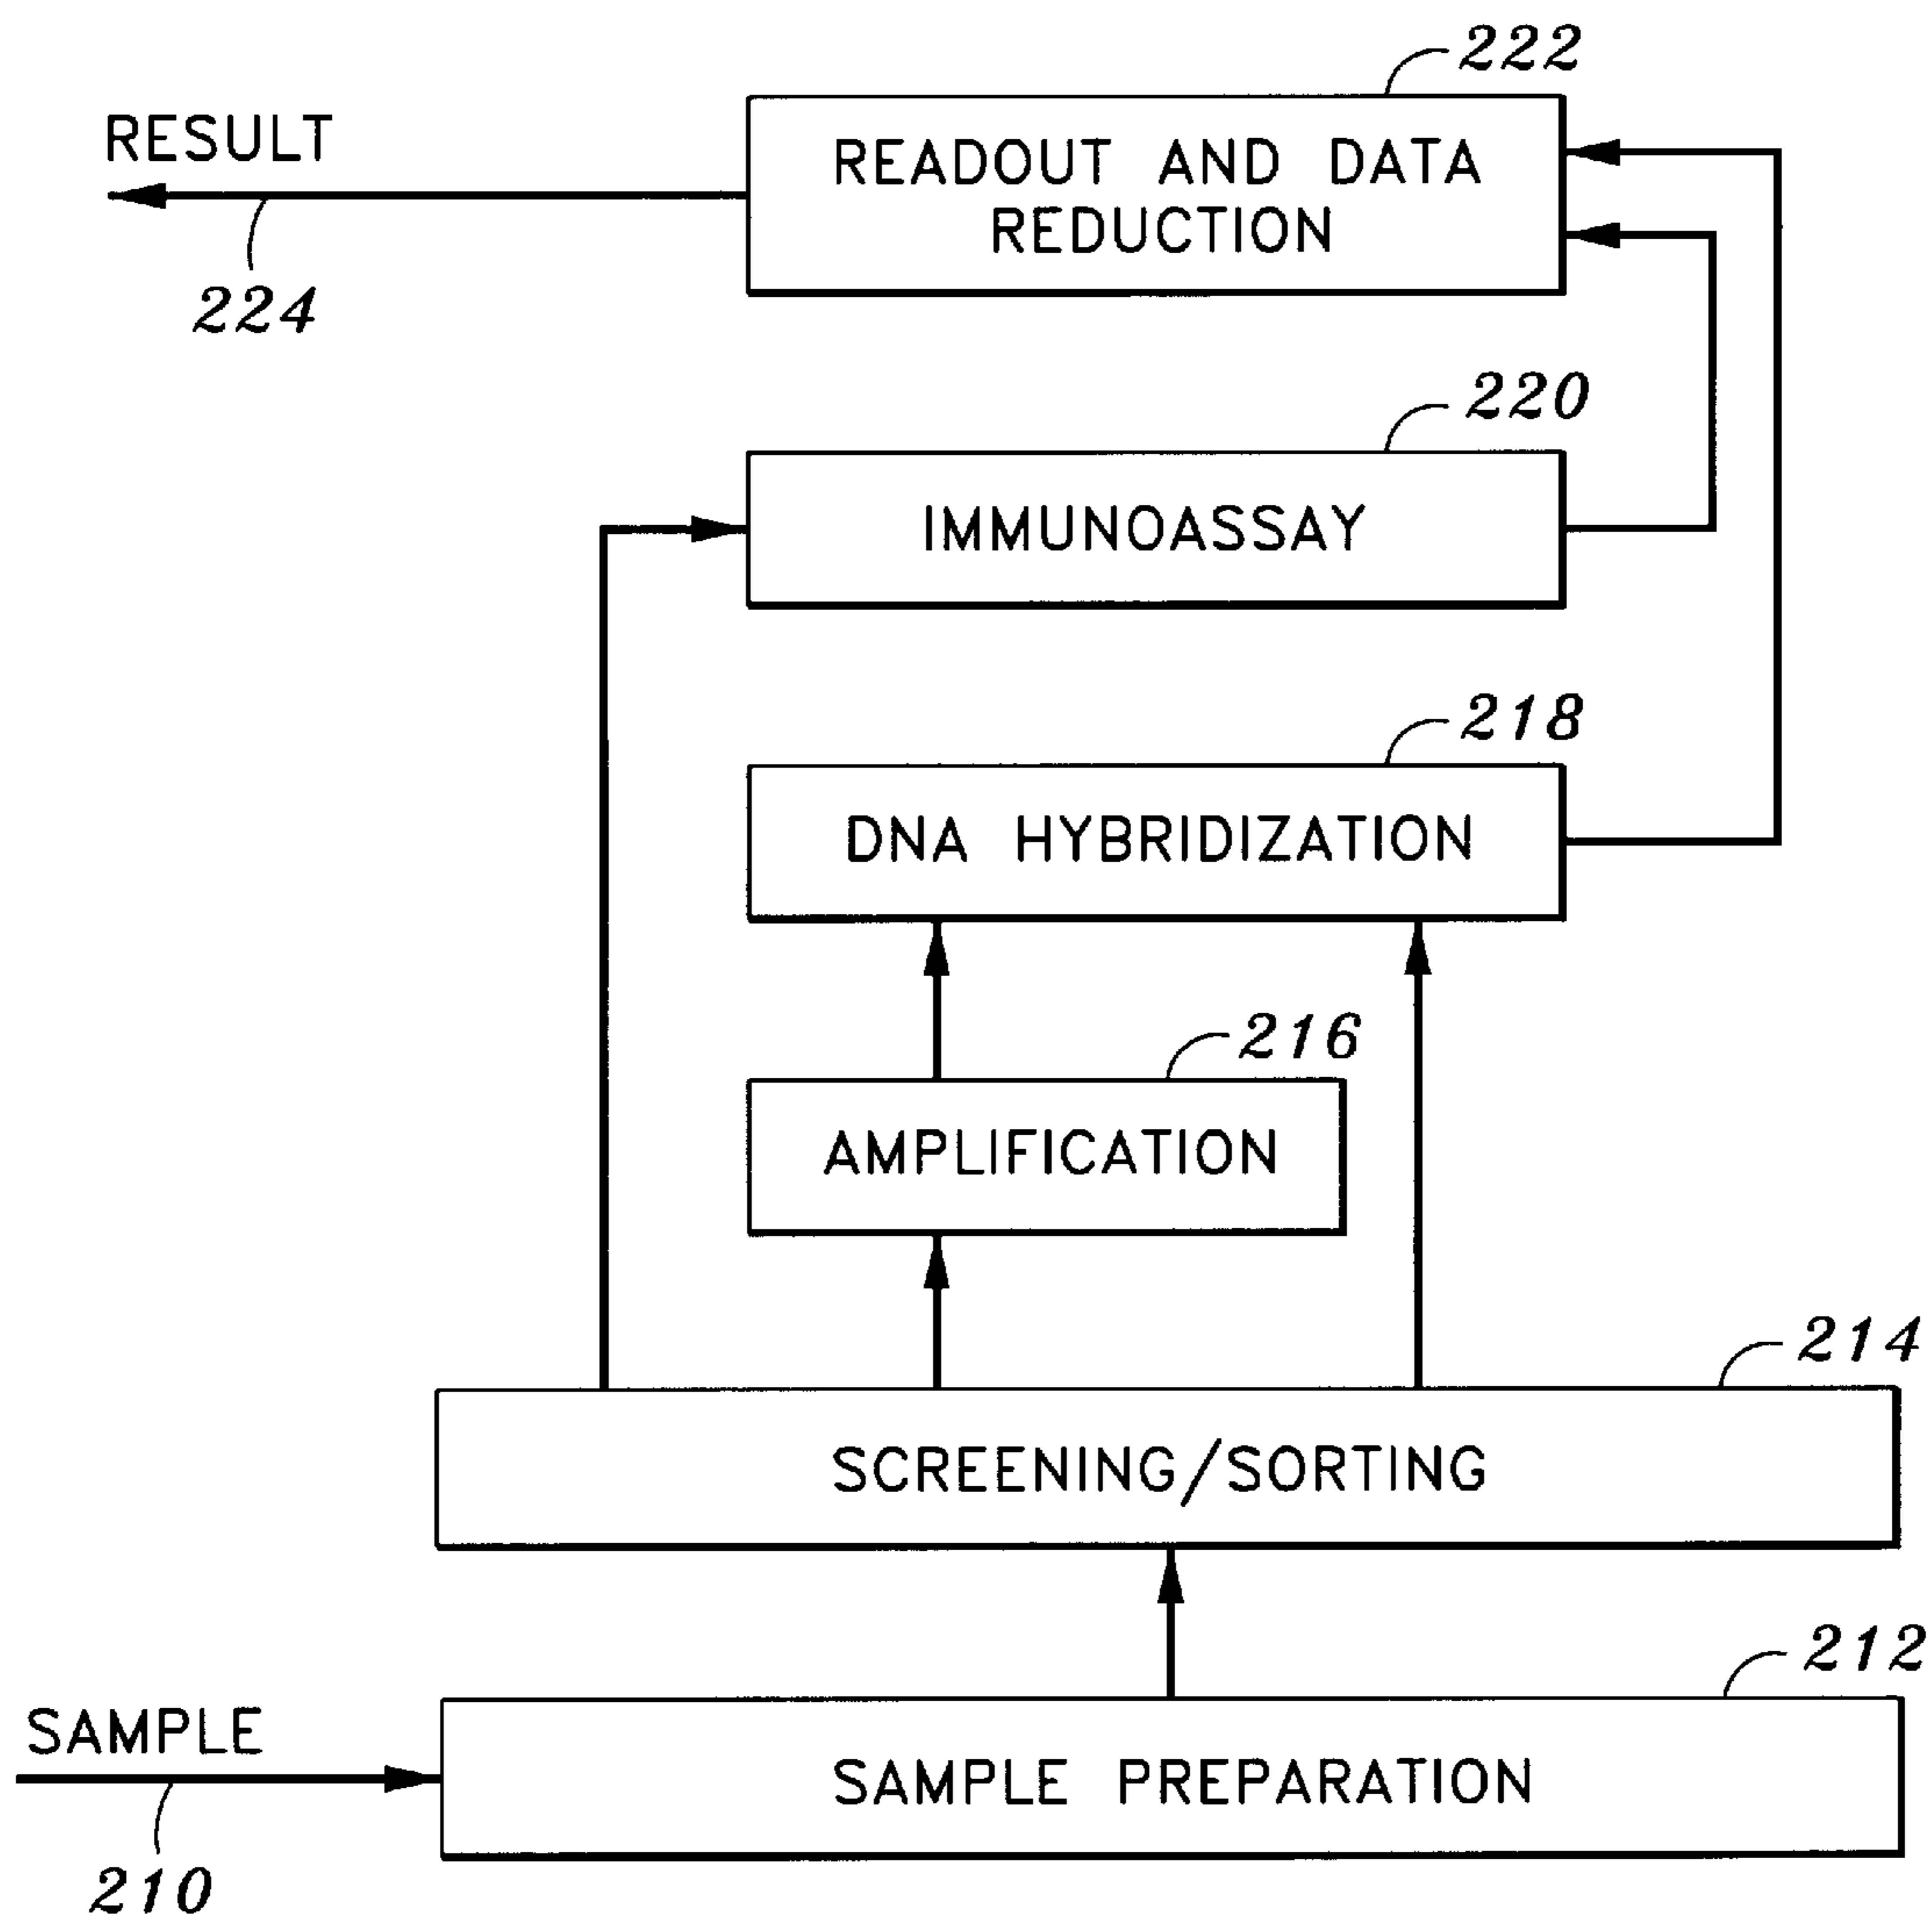 222
RESULT
READOUT AND DATA
REDUCTION
224
220
IMMUNOASSAY
218
DNA HYBRIDIZATION
216
AMPLIFICATION
214
SCREENING/SORTING
212
SAMPLE
SAMPLE PREPARATION
210